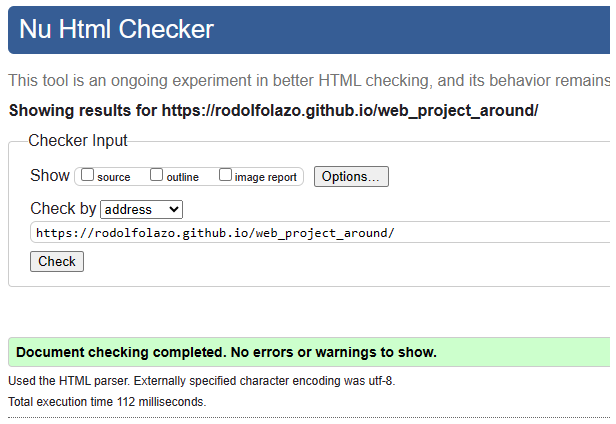 Nu Html Checker
This tool is an ongoing experiment in better HTML checking, and its behavior remains
Showing results for https://rodolfolazo.github.io/web_project_around/
Checker Input
Show source outline image report Options...
Check by address
https://rodolfolazo.github.io/web_project_around/
Check
Document checking completed. No errors or warnings to show.
Used the HTML parser. Externally specified character encoding was utf-8.
Total execution time 112 milliseconds.